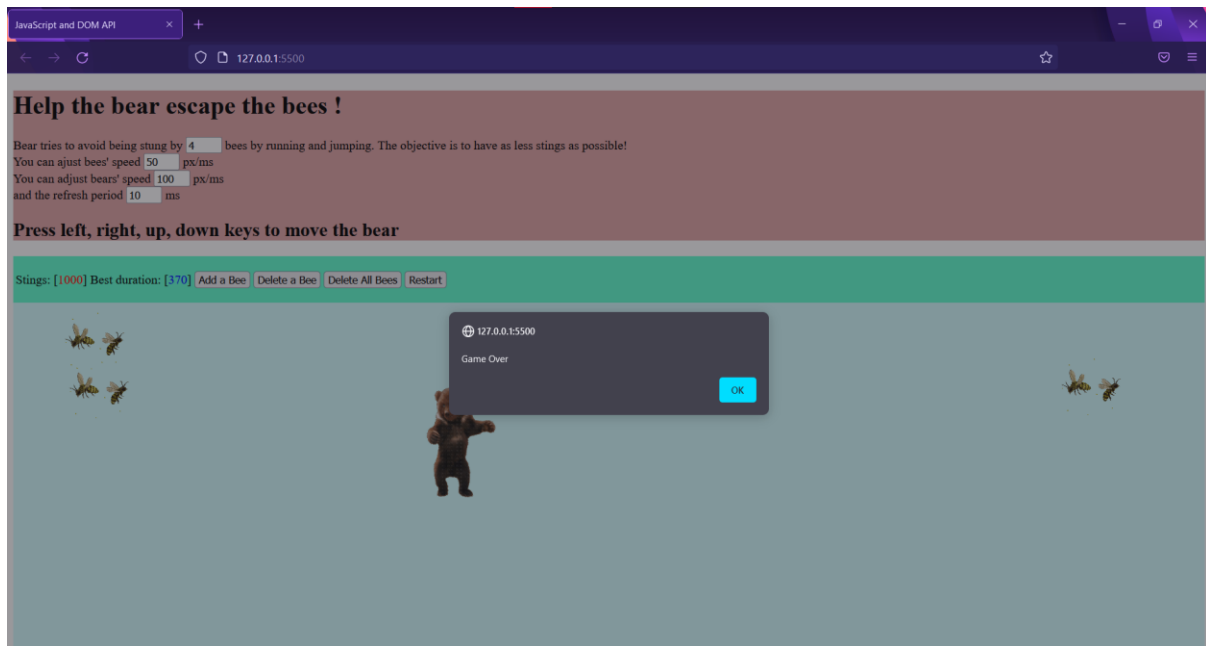 JavaScript and DOM API
127.0.0.1:5500
Help the bear escape the bees !
Bear tries to avoid being stung by 4 bees by running and jumping. The objective is to have as less stings as possible!
You can ajust bees' speed 50 px/ms
You can adjust bears' speed 100 px/ms
and the refresh period 10 ms
Press left, right, up, down keys to move the bear
Stings: [1000] Best duration: [370] Add a Bee Delete a Bee Delete All Bees Restart
127.0.0.1:5500
Game Over
OK